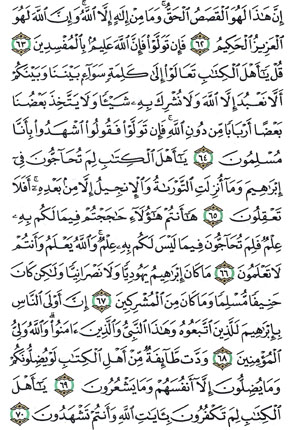 إِنَّ هَٰذَا لَهُوَ ٱلْقَصَصُ ٱلْحَقُّ ۚ وَمَا مِنْ إِلَٰهٍ إِلَّا ٱللَّهُ ۚ وَإِنَّ ٱللَّهَ لَهُوَ
ٱلْعَزِيزُ ٱلْحَكِيمُ ٦٢ فَإِن تَوَلَّوْا۟ فَإِنَّ ٱللَّهَ عَلِيمٌۢ بِٱلْمُفْسِدِينَ ٦٣
قُلْ يَٰٓأَهْلَ ٱلْكِتَٰبِ تَعَالَوْا۟ إِلَىٰ كَلِمَةٍ سَوَآءٍۭ بَيْنَنَا وَبَيْنَكُمْ
أَلَّا نَعْبُدَ إِلَّا ٱللَّهَ وَلَا نُشْرِكَ بِهِۦ شَيْـًٔا وَلَا يَتَّخِذَ بَعْضُنَا
بَعْضًا أَرْبَابًا مِّن دُونِ ٱللَّهِ ۚ فَإِن تَوَلَّوْا۟ فَقُولُوا۟ ٱشْهَدُوا۟ بِأَنَّا
مُسْلِمُونَ ٦٤ يَٰٓأَهْلَ ٱلْكِتَٰبِ لِمَ تُحَآجُّونَ فِىٓ
إِبْرَٰهِيمَ وَمَآ أُنزِلَتِ ٱلتَّوْرَىٰةُ وَٱلْإِنجِيلُ إِلَّا مِنۢ بَعْدِهِۦٓ ۚ أَفَلَا
تَعْقِلُونَ ٦٥ هَٰٓأَنتُمْ هَٰٓؤُلَآءِ حَٰجَجْتُمْ فِيمَا لَكُم بِهِۦ
عِلْمٌ فَلِمَ تُحَآجُّونَ فِيمَا لَيْسَ لَكُم بِهِۦ عِلْمٌ ۚ وَٱللَّهُ يَعْلَمُ وَأَنتُمْ
لَا تَعْلَمُونَ ٦٦ مَا كَانَ إِبْرَٰهِيمُ يَهُودِيًّا وَلَا نَصْرَانِيًّا وَلَٰكِن كَانَ
حَنِيفًا مُّسْلِمًا وَمَا كَانَ مِنَ ٱلْمُشْرِكِينَ ٦٧ إِنَّ أَوْلَى ٱلنَّاسِ
بِإِبْرَٰهِيمَ لَلَّذِينَ ٱتَّبَعُوهُ وَهَٰذَا ٱلنَّبِىُّ وَٱلَّذِينَ ءَامَنُوا۟ ۗ وَٱللَّهُ وَلِىُّ
ٱلْمُؤْمِنِينَ ٦٨ وَدَّت طَّآئِفَةٌ مِّنْ أَهْلِ ٱلْكِتَٰبِ لَوْ يُضِلُّونَكُمْ
وَمَا يُضِلُّونَ إِلَّآ أَنفُسَهُمْ وَمَا يَشْعُرُونَ ٦٩ يَٰٓأَهْلَ
ٱلْكِتَٰبِ لِمَ تَكْفُرُونَ بِـَٔايَٰتِ ٱللَّهِ وَأَنتُمْ تَشْهَدُونَ ٧٠